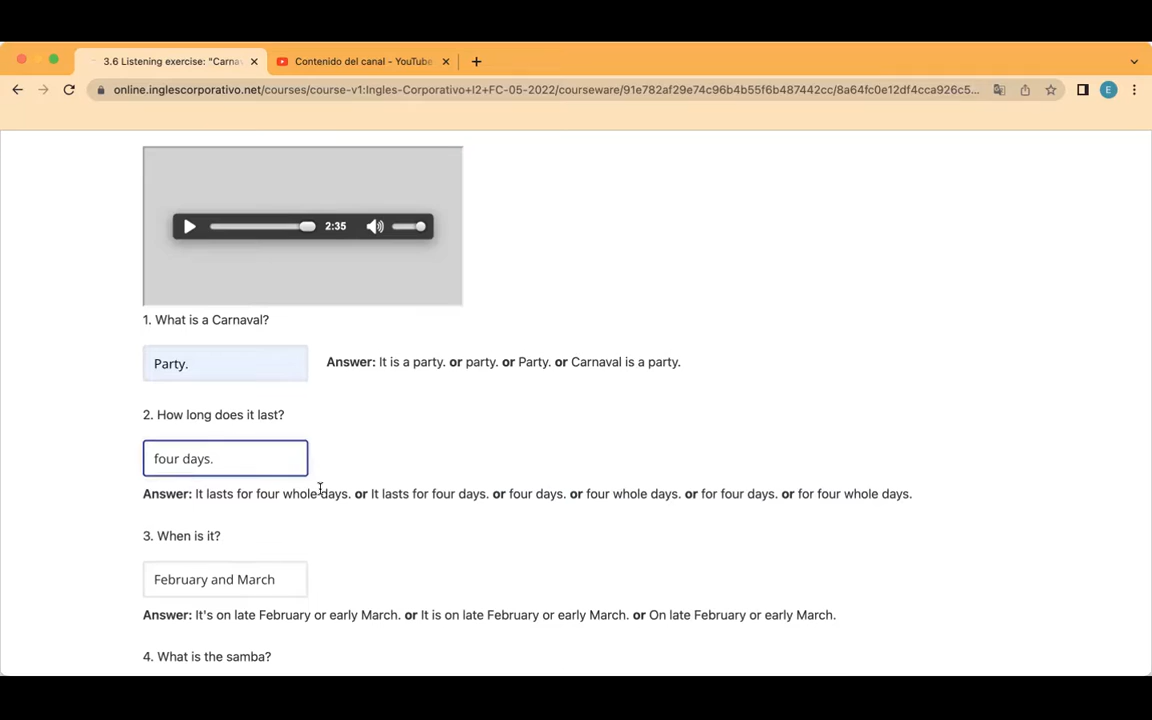 3.6 Listening exercise: "Carna
Contenido del canal - YouTube
online.inglescorporativo.net/courses/course-v1:Ingles-Corporativo+I2+FC-05-2022/courseware/91e782af29e74c96b4b55f6b487442cc/8a64fc0e12df4cca926c5...
E
2:35
1. What is a Carnaval?
Party.
Answer: It is a party. or party. or Party. or Carnaval is a party.
2. How long does it last?
four days.
Answer: It lasts for four whole days. or It lasts for four days. or four days. or four whole days. or for four days. or for four whole days.
3. When is it?
February and March
Answer: It's on late February or early March. or It is on late February or early March. or On late February or early March.
4. What is the samba?